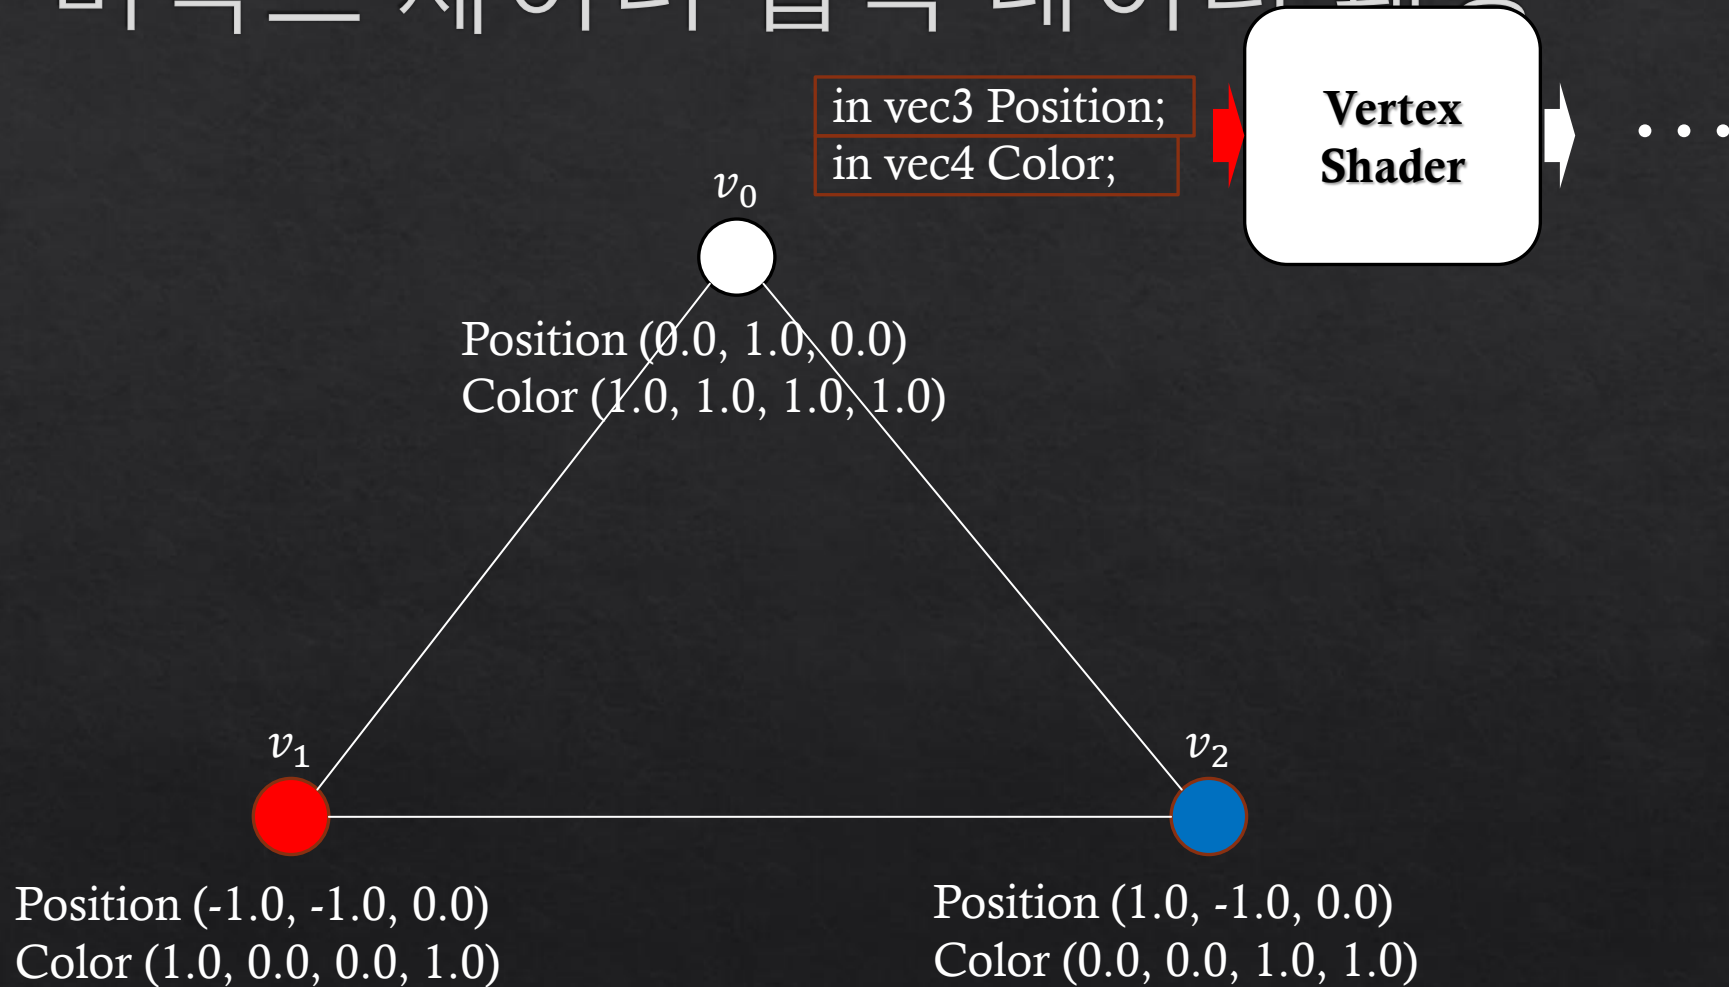 in vec3 Position;
in vec4 Color;
Vertex
Shader
...
v0
Position (0.0, 1.0, 0.0)
Color (1.0, 1.0, 1.0, 1.0)
v1
v2
Position (-1.0, -1.0, 0.0)
Color (1.0, 0.0, 0.0, 1.0)
Position (1.0, -1.0, 0.0)
Color (0.0, 0.0, 1.0, 1.0)